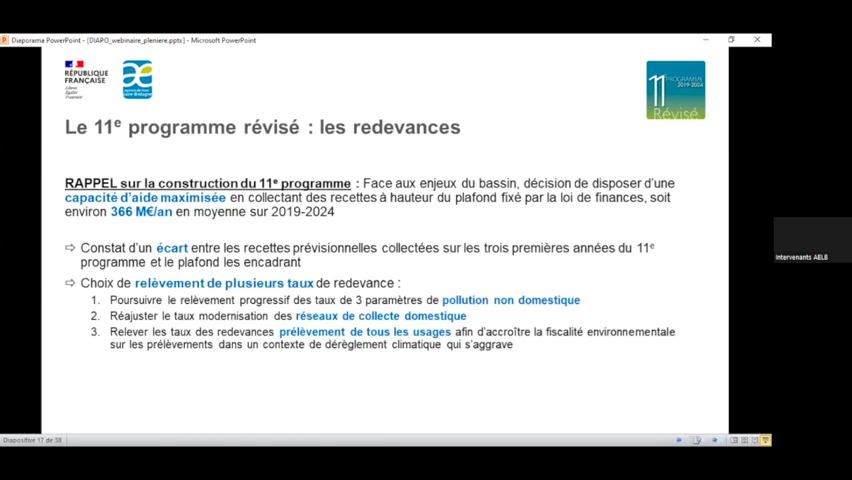 Diaporama PowerPoint - [DIAPO_webinaire_pleniere.pptx] - Microsoft PowerPoint
RÉPUBLIQUE
FRANÇAISE
Liberté
Égalité
Fraternité
11
PROGRAMME
2019-2024
Révisé
Le 11e programme révisé : les redevances
RAPPEL sur la construction du 11e programme : Face aux enjeux du bassin, décision de disposer d'une
capacité d'aide maximisée en collectant des recettes à hauteur du plafond fixé par la loi de finances, soit
environ 366 M€/an en moyenne sur 2019-2024
⇨ Constat d'un écart entre les recettes prévisionnelles collectées sur les trois premières années du 11e
programme et le plafond les encadrant
⇨ Choix de relèvement de plusieurs taux de redevance :
1. Poursuivre le relèvement progressif des taux de 3 paramètres de pollution non domestique
2. Réajuster le taux modernisation des réseaux de collecte domestique
3. Relever les taux des redevances prélèvement de tous les usages afin d'accroître la fiscalité environnementale
sur les prélèvements dans un contexte de dérèglement climatique qui s'aggrave
Intervenants AELB
Diapositive 17 de 38